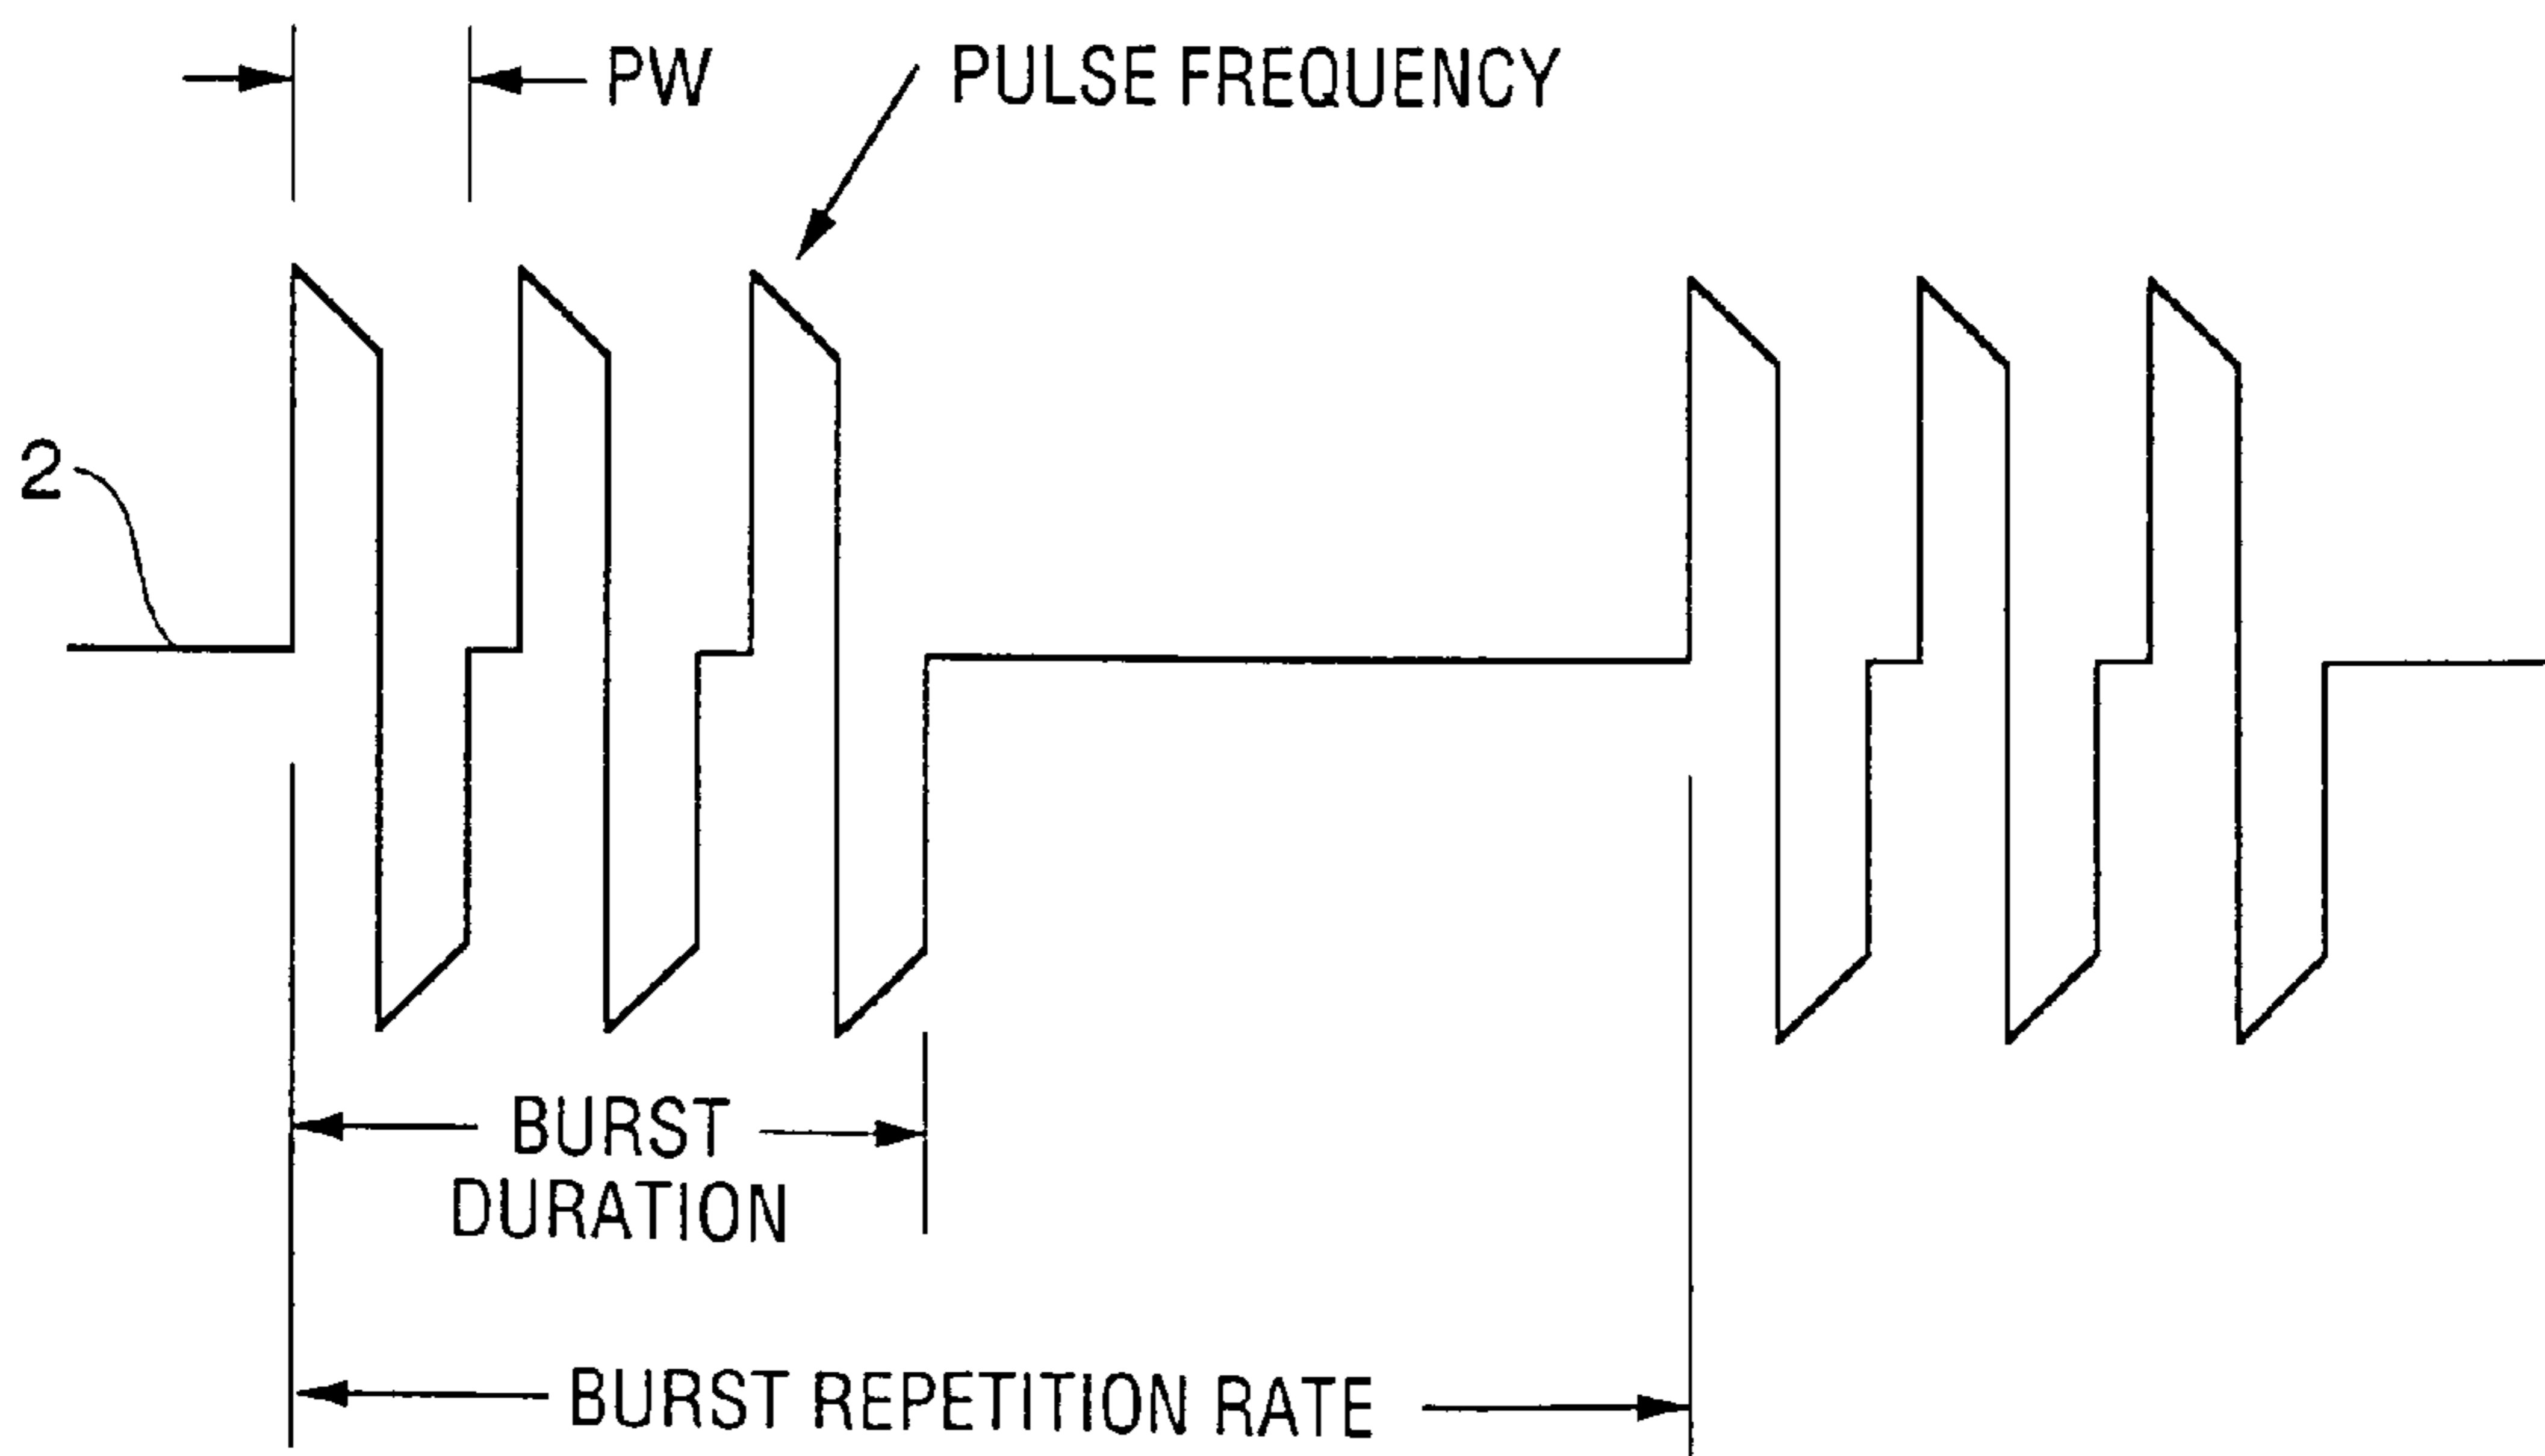 PW
PULSE FREQUENCY
2
BURST
DURATION
BURST REPETITION RATE